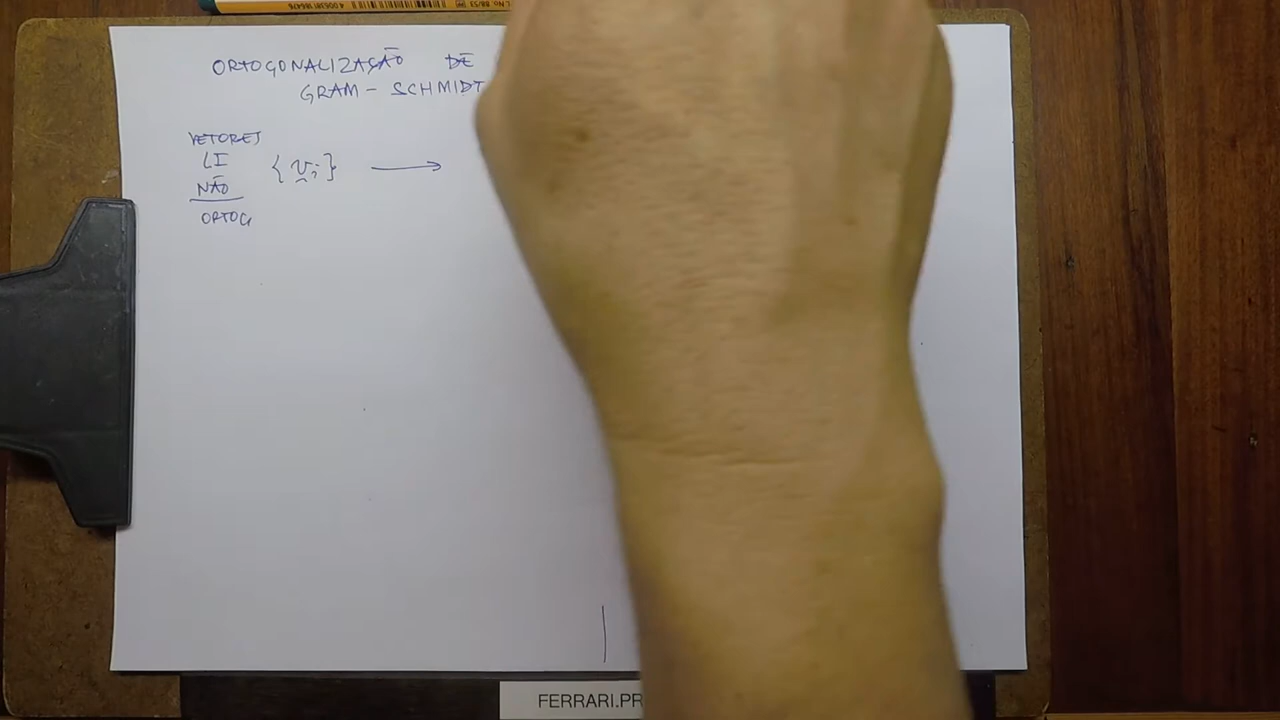 ORTOGONALIZAÇÃO DE
GRAM - SCHMIDT
VETORES
LI {vi} →
NÃO
ORTOG
FERRARI.PR